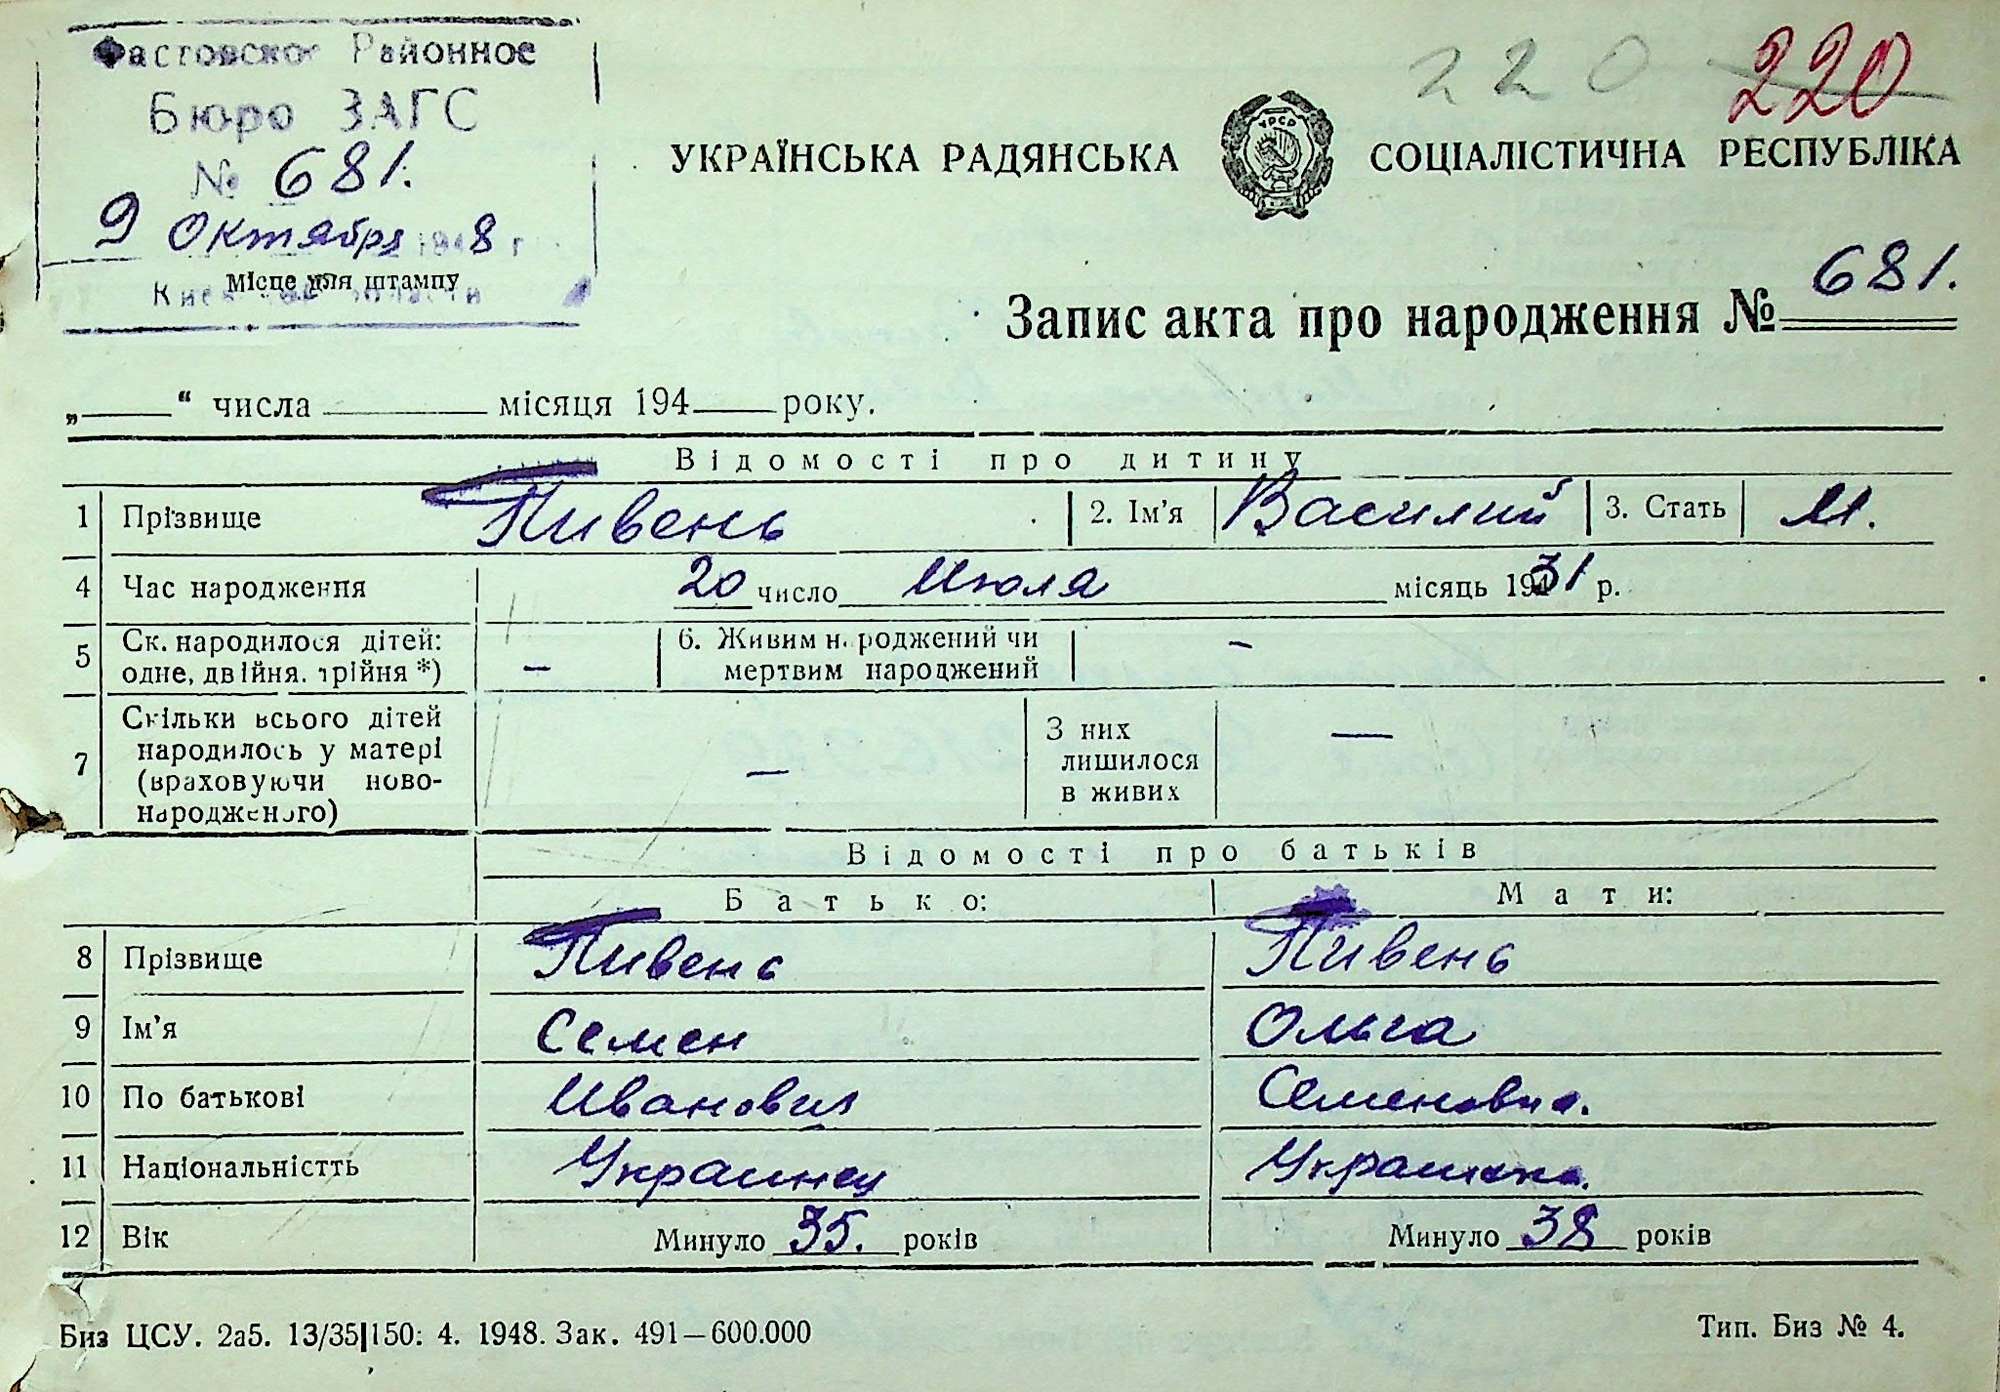 Фастовское Районное
Бюро ЗАГС
№ 681.
9 Октября 1948 г
Місце для штампу
220 220
УКРАЇНСЬКА РАДЯНСЬКА СОЦІАЛІСТИЧНА РЕСПУБЛІКА
УРСР
Запис акта про народження № 681.
„ “ числа місяця 194 року.
Відомості про дитину
1 Прізвище Пивень 2. Ім’я Василий 3. Стать М.
4 Час народження 20 число Июля місяць 1931 р.
5 Ск. народилося дітей: одне, двійня. трійня *) — 6. Живим народжений чи мертвим народжений —
7 Скільки всього дітей народилось у матері (враховуючи ново-народженого) — З них лишилося в живих —
Відомості про батьків
Батько: Мати:
8 Прізвище Пивень Пивень
9 Ім’я Семен Ольга
10 По батькові Иванович Семеновна.
11 Національністть Украинец Украинка.
12 Вік Минуло 35. років Минуло 38 років
Биз ЦСУ. 2а5. 13/35|150: 4. 1948. Зак. 491—600.000 Тип. Биз № 4.